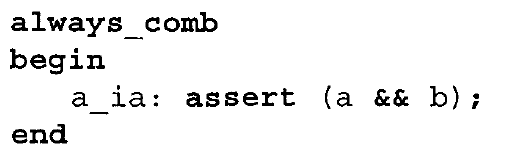 always_comb
begin
    a_ia: assert (a && b);
end